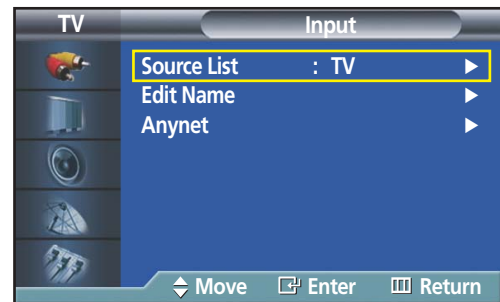 TV Input
Source List : TV
Edit Name
Anynet
Move Enter Return